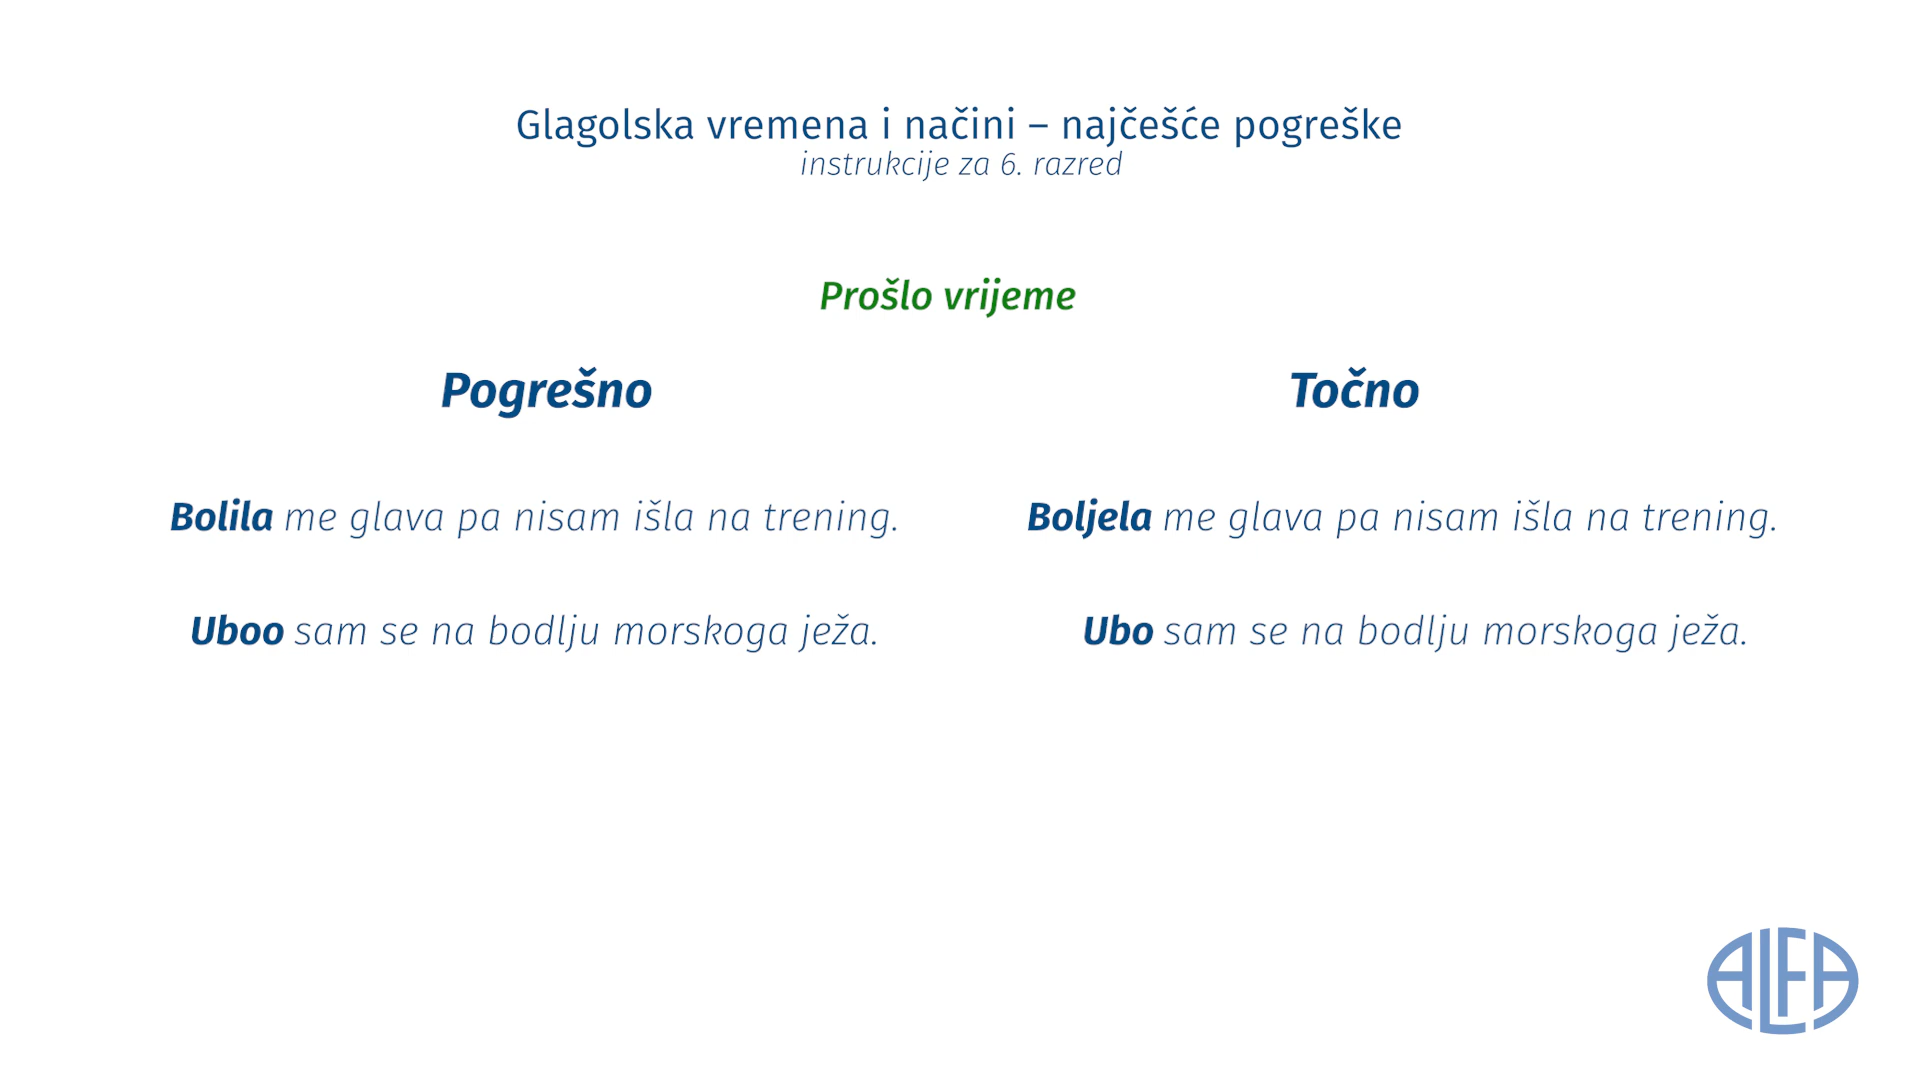 Glagolska vremena i načini – najčešće pogreške
instrukcije za 6. razred
Prošlo vrijeme
Pogrešno
Točno
Bolila me glava pa nisam išla na trening.
Boljela me glava pa nisam išla na trening.
Uboo sam se na bodlju morskoga ježa.
Ubo sam se na bodlju morskoga ježa.
ALFA